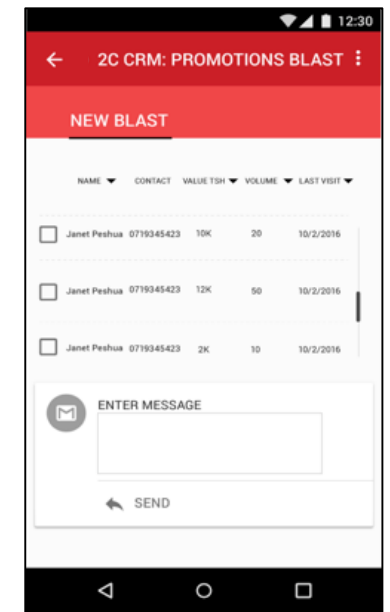 12:30
2C CRM: PROMOTIONS BLAST
NEW BLAST
NAME CONTACT VALUE TSH VOLUME LAST VISIT
Janet Peshua 0719345423 10K 20 10/2/2016
Janet Peshua 0719345423 12K 50 10/2/2016
Janet Peshua 0719345423 2K 10 10/2/2016
ENTER MESSAGE
SEND